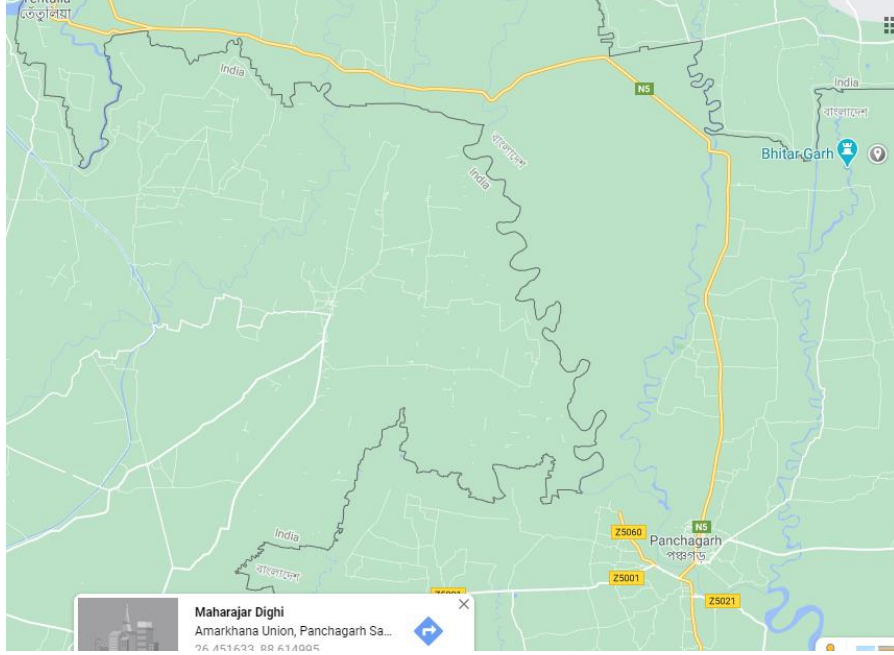 তেঁতুলিয়া
India
N5
India
বাংলাদেশ
Bhitar Garh
বাংলাদেশ
India
Z5060
N5
Panchagarh
পঞ্চগড়
India
বাংলাদেশ
Z5001
Z5021
Maharajar Dighi
Amarkhana Union, Panchagarh Sa...
26.451633, 88.614995